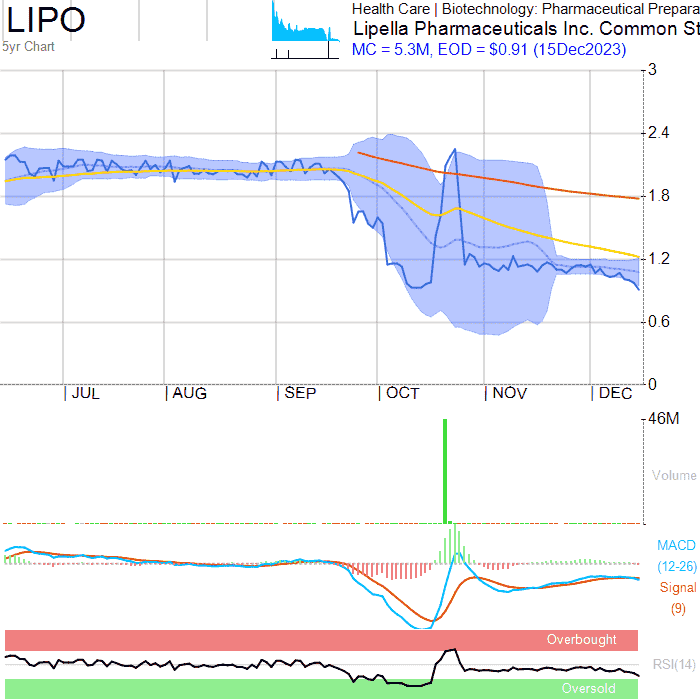 LIPO
5yr Chart
Health Care | Biotechnology: Pharmaceutical Prepara
Lipella Pharmaceuticals Inc. Common St
MC = 5.3M, EOD = $0.91 (15Dec2023)
3
2.4
1.8
1.2
0.6
0
| JUL | AUG | SEP | OCT | NOV | DEC
46M
Volume
MACD
(12-26)
Signal
(9)
Overbought
RSI(14)
Oversold